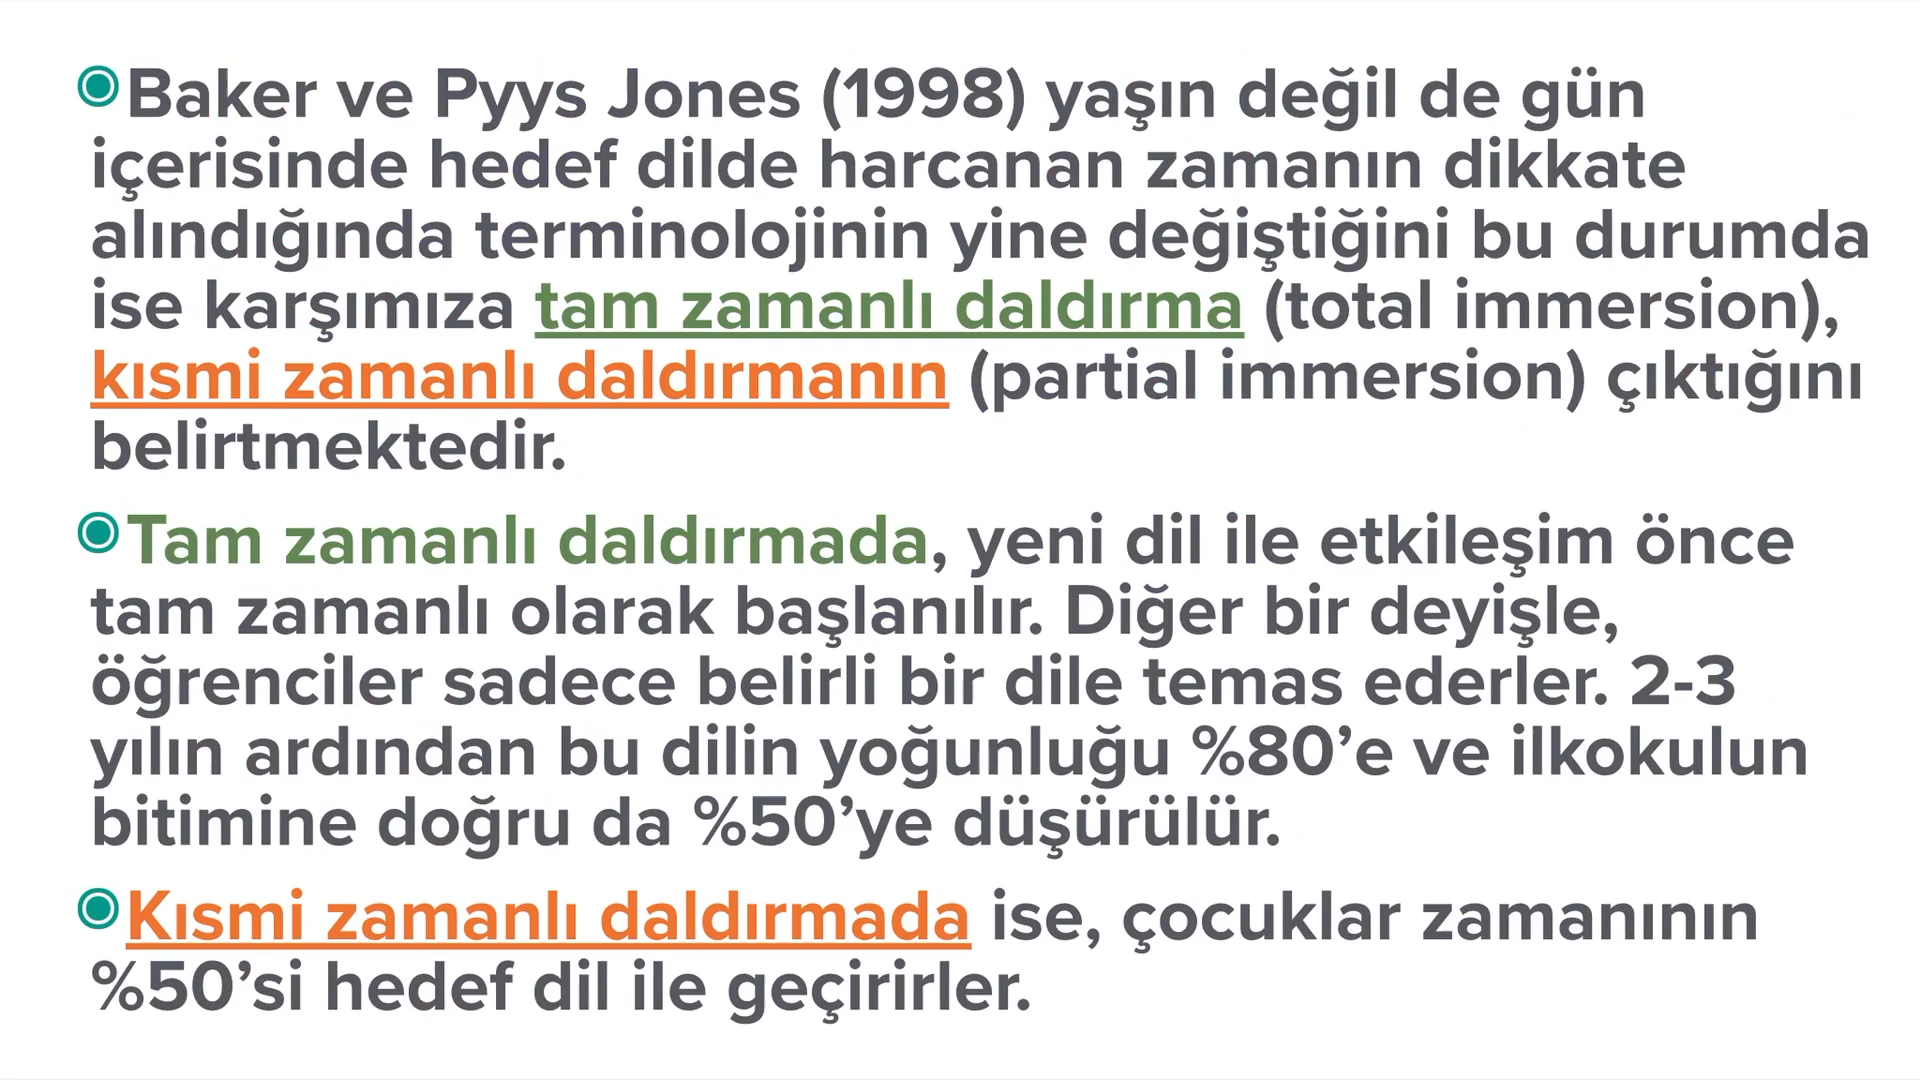 Baker ve Pyys Jones (1998) yaşın değil de gün
içerisinde hedef dilde harcanan zamanın dikkate
alındığında terminolojinin yine değiştiğini bu durumda
ise karşımıza tam zamanlı daldırma (total immersion),
kısmi zamanlı daldırmanın (partial immersion) çıktığını
belirtmektedir.
Tam zamanlı daldırmada, yeni dil ile etkileşim önce
tam zamanlı olarak başlanılır. Diğer bir deyişle,
öğrenciler sadece belirli bir dile temas ederler. 2-3
yılın ardından bu dilin yoğunluğu %80’e ve ilkokulun
bitimine doğru da %50’ye düşürülür.
Kısmi zamanlı daldırmada ise, çocuklar zamanının
%50’si hedef dil ile geçirirler.